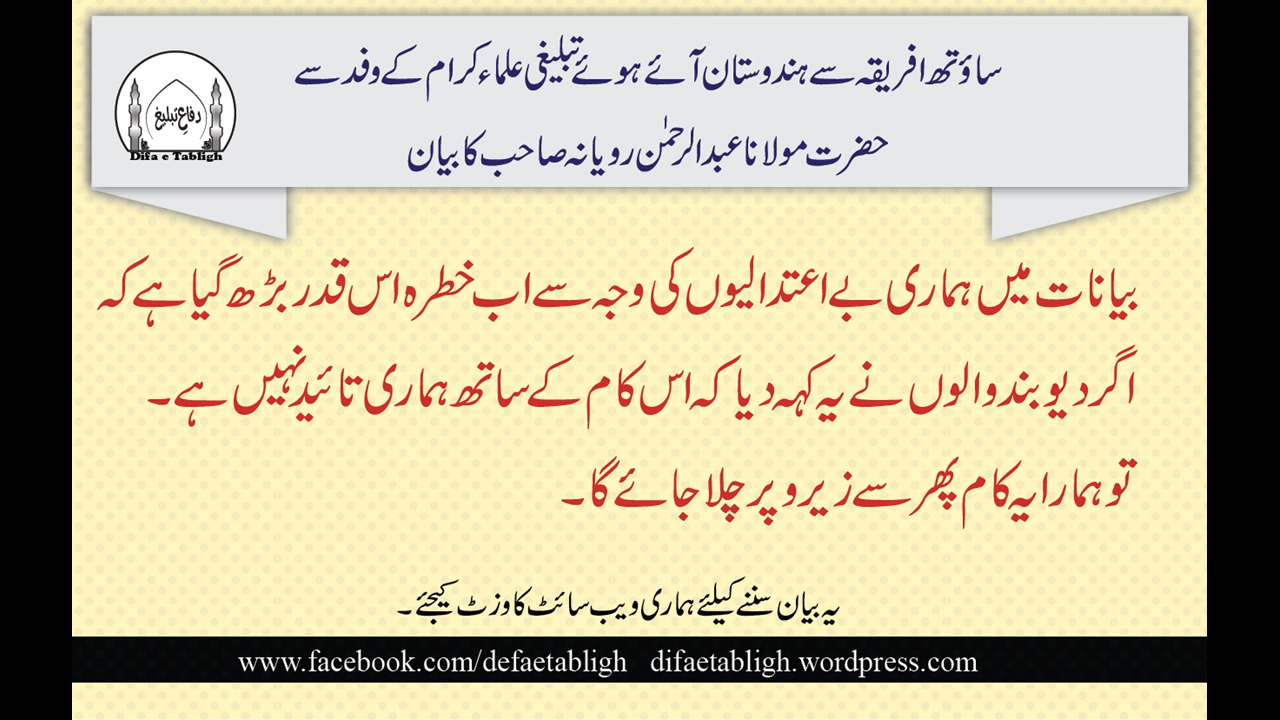 ساؤتھ افریقہ سے ہندوستان آئے ہوئے تبلیغی علماء کرام کے وفد سے
حضرت مولانا عبدالرحمٰن رویانہ صاحب کا بیان
دفاع تبلیغ
Difa e Tabligh
بیانات میں ہماری بے اعتدالیوں کی وجہ سے اب خطرہ اس قدر بڑھ گیا ہے کہ
اگر دیوبند والوں نے یہ کہہ دیا کہ اس کام کے ساتھ ہماری تائید نہیں ہے۔
تو ہمارا یہ کام پھر سے زیرو پر چلا جائے گا۔
یہ بیان سننے کیلئے ہماری ویب سائٹ کا وزٹ کیجئے۔
www.facebook.com/defaetabligh difaetabligh.wordpress.com